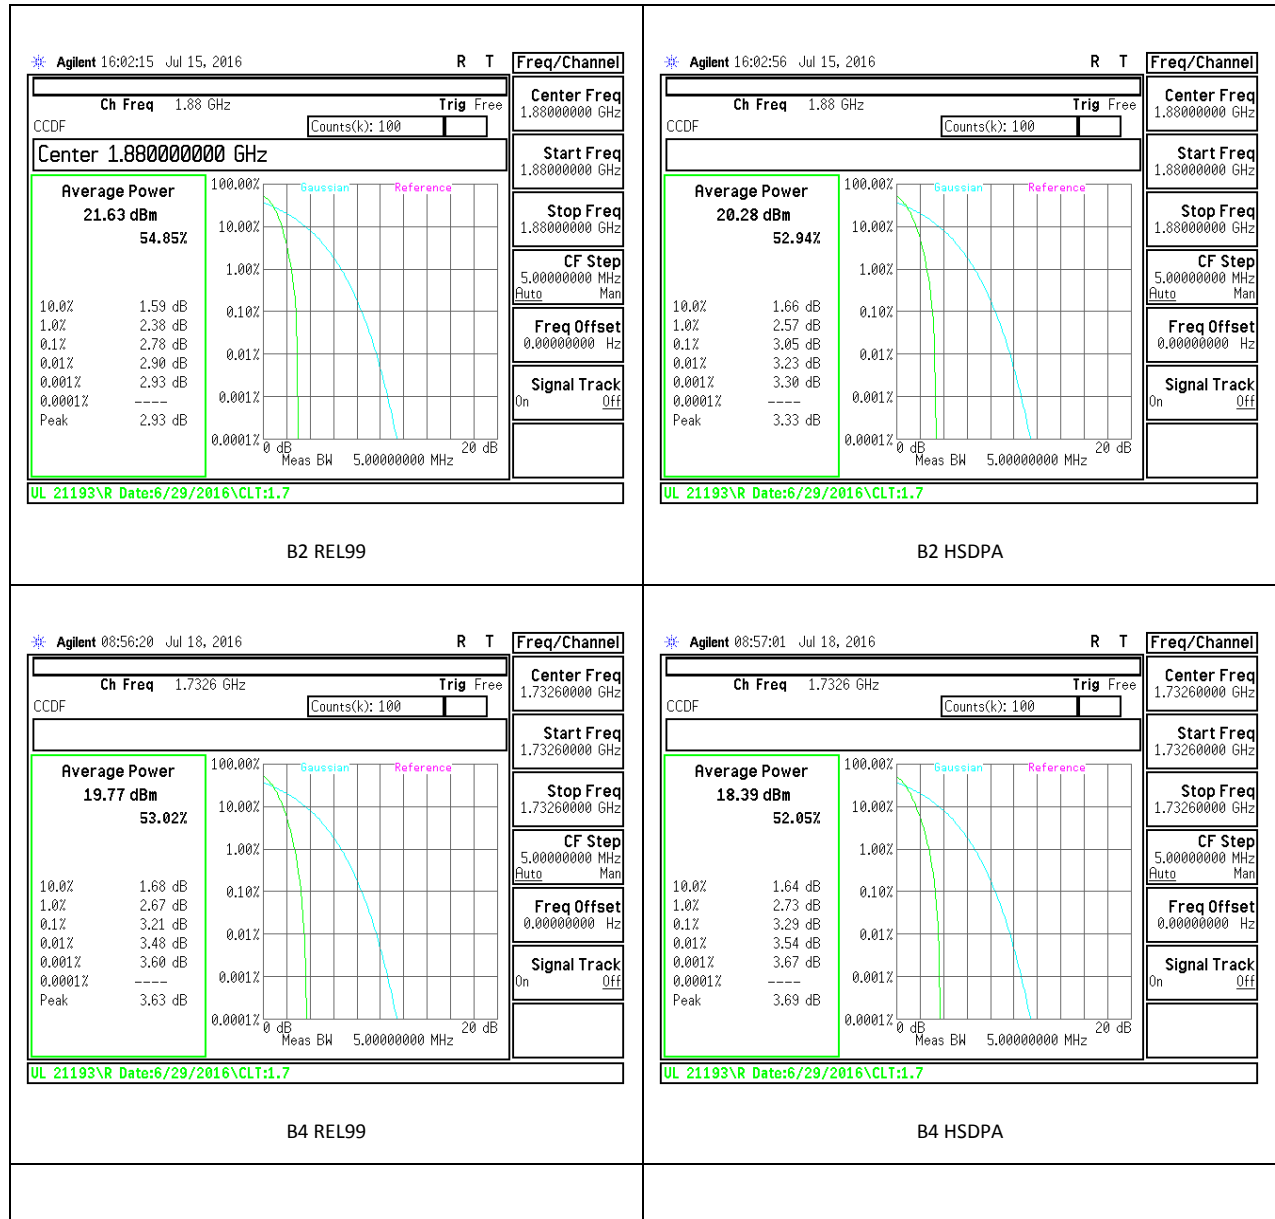 Agilent 16:02:15 Jul 15, 2016 R T Freq/Channel
Ch Freq 1.88 GHz Trig Free
CCDF Counts(k): 100
Center 1.880000000 GHz
Average Power
21.63 dBm
54.85%
10.0% 1.59 dB
1.0% 2.38 dB
0.1% 2.78 dB
0.01% 2.90 dB
0.001% 2.93 dB
0.0001% ----
Peak 2.93 dB
Gaussian Reference
100.00%
10.00%
1.00%
0.10%
0.01%
0.001%
0.0001%
0 dB 20 dB
Meas BW 5.00000000 MHz
Center Freq
1.88000000 GHz
Start Freq
1.88000000 GHz
Stop Freq
1.88000000 GHz
CF Step
5.00000000 MHz
Auto Man
Freq Offset
0.00000000 Hz
Signal Track
On Off
UL 21193\R Date:6/29/2016\CLT:1.7
B2 REL99
Agilent 16:02:56 Jul 15, 2016 R T Freq/Channel
Ch Freq 1.88 GHz Trig Free
CCDF Counts(k): 100
Average Power
20.28 dBm
52.94%
10.0% 1.66 dB
1.0% 2.57 dB
0.1% 3.05 dB
0.01% 3.23 dB
0.001% 3.30 dB
0.0001% ----
Peak 3.33 dB
Gaussian Reference
100.00%
10.00%
1.00%
0.10%
0.01%
0.001%
0.0001%
0 dB 20 dB
Meas BW 5.00000000 MHz
Center Freq
1.88000000 GHz
Start Freq
1.88000000 GHz
Stop Freq
1.88000000 GHz
CF Step
5.00000000 MHz
Auto Man
Freq Offset
0.00000000 Hz
Signal Track
On Off
UL 21193\R Date:6/29/2016\CLT:1.7
B2 HSDPA
Agilent 08:56:20 Jul 18, 2016 R T Freq/Channel
Ch Freq 1.7326 GHz Trig Free
CCDF Counts(k): 100
Average Power
19.77 dBm
53.02%
10.0% 1.68 dB
1.0% 2.67 dB
0.1% 3.21 dB
0.01% 3.48 dB
0.001% 3.60 dB
0.0001% ----
Peak 3.63 dB
Gaussian Reference
100.00%
10.00%
1.00%
0.10%
0.01%
0.001%
0.0001%
0 dB 20 dB
Meas BW 5.00000000 MHz
Center Freq
1.73260000 GHz
Start Freq
1.73260000 GHz
Stop Freq
1.73260000 GHz
CF Step
5.00000000 MHz
Auto Man
Freq Offset
0.00000000 Hz
Signal Track
On Off
UL 21193\R Date:6/29/2016\CLT:1.7
B4 REL99
Agilent 08:57:01 Jul 18, 2016 R T Freq/Channel
Ch Freq 1.7326 GHz Trig Free
CCDF Counts(k): 100
Average Power
18.39 dBm
52.05%
10.0% 1.64 dB
1.0% 2.73 dB
0.1% 3.29 dB
0.01% 3.54 dB
0.001% 3.67 dB
0.0001% ----
Peak 3.69 dB
Gaussian Reference
100.00%
10.00%
1.00%
0.10%
0.01%
0.001%
0.0001%
0 dB 20 dB
Meas BW 5.00000000 MHz
Center Freq
1.73260000 GHz
Start Freq
1.73260000 GHz
Stop Freq
1.73260000 GHz
CF Step
5.00000000 MHz
Auto Man
Freq Offset
0.00000000 Hz
Signal Track
On Off
UL 21193\R Date:6/29/2016\CLT:1.7
B4 HSDPA